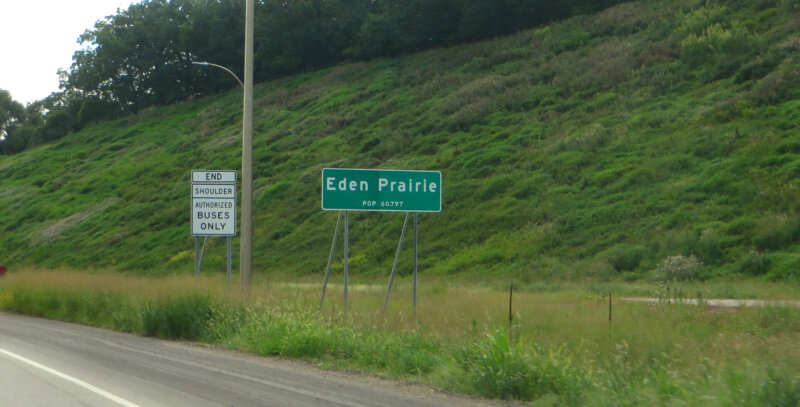 END
SHOULDER
AUTHORIZED
BUSES
ONLY
Eden Prairie
POP 60,797